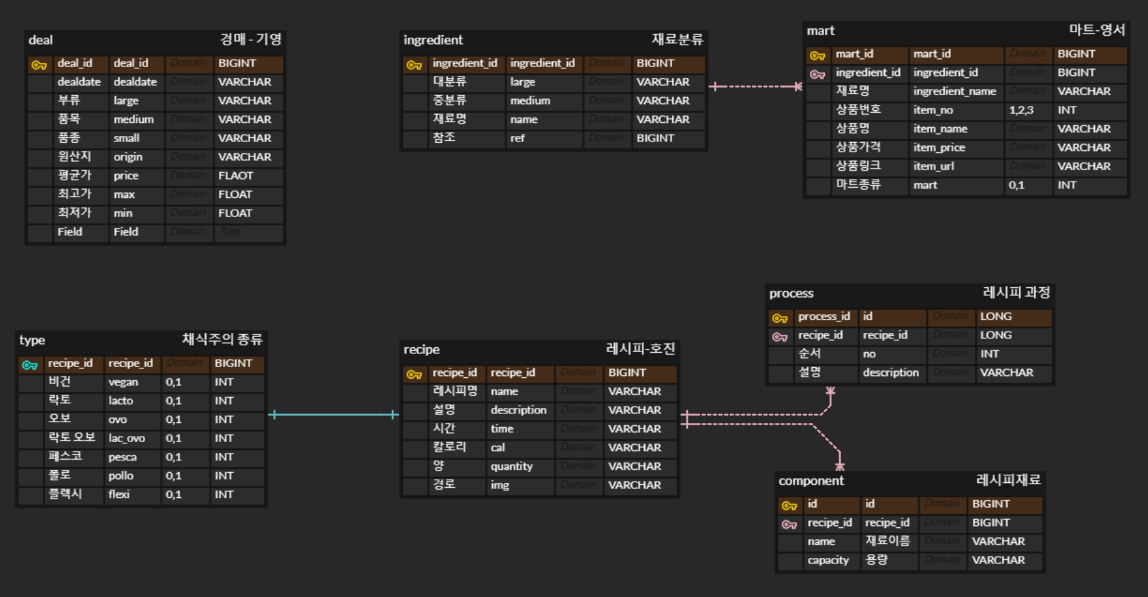 deal 경매 - 기영
deal_id deal_id Domain BIGINT
dealdate dealdate Domain VARCHAR
부류 large Domain VARCHAR
품목 medium Domain VARCHAR
품종 small Domain VARCHAR
원산지 origin Domain VARCHAR
평균가 price Domain FLAOT
최고가 max Domain FLOAT
최저가 min Domain FLOAT
Field Field Domain Type
ingredient 재료분류
ingredient_id ingredient_id Domain BIGINT
대분류 large Domain VARCHAR
중분류 medium Domain VARCHAR
재료명 name Domain VARCHAR
참조 ref Domain BIGINT
mart 마트-영서
mart_id mart_id Domain BIGINT
ingredient_id ingredient_id Domain BIGINT
재료명 ingredient_name Domain VARCHAR
상품번호 item_no 1,2,3 INT
상품명 item_name Domain VARCHAR
상품가격 item_price Domain VARCHAR
상품링크 item_url Domain VARCHAR
마트종류 mart 0,1 INT
type 채식주의 종류
recipe_id recipe_id Domain BIGINT
비건 vegan 0,1 INT
락토 lacto 0,1 INT
오보 ovo 0,1 INT
락토 오보 lac_ovo 0,1 INT
페스코 pesca 0,1 INT
폴로 pollo 0,1 INT
플렉시 flexi 0,1 INT
recipe 레시피-호진
recipe_id recipe_id Domain BIGINT
레시피명 name Domain VARCHAR
설명 description Domain VARCHAR
시간 time Domain VARCHAR
칼로리 cal Domain VARCHAR
양 quantity Domain VARCHAR
경로 img Domain VARCHAR
process 레시피 과정
process_id id Domain LONG
recipe_id recipe_id Domain LONG
순서 no Domain INT
설명 description Domain VARCHAR
component 레시피재료
id id Domain BIGINT
recipe_id recipe_id Domain BIGINT
name 재료이름 Domain VARCHAR
capacity 용량 Domain VARCHAR